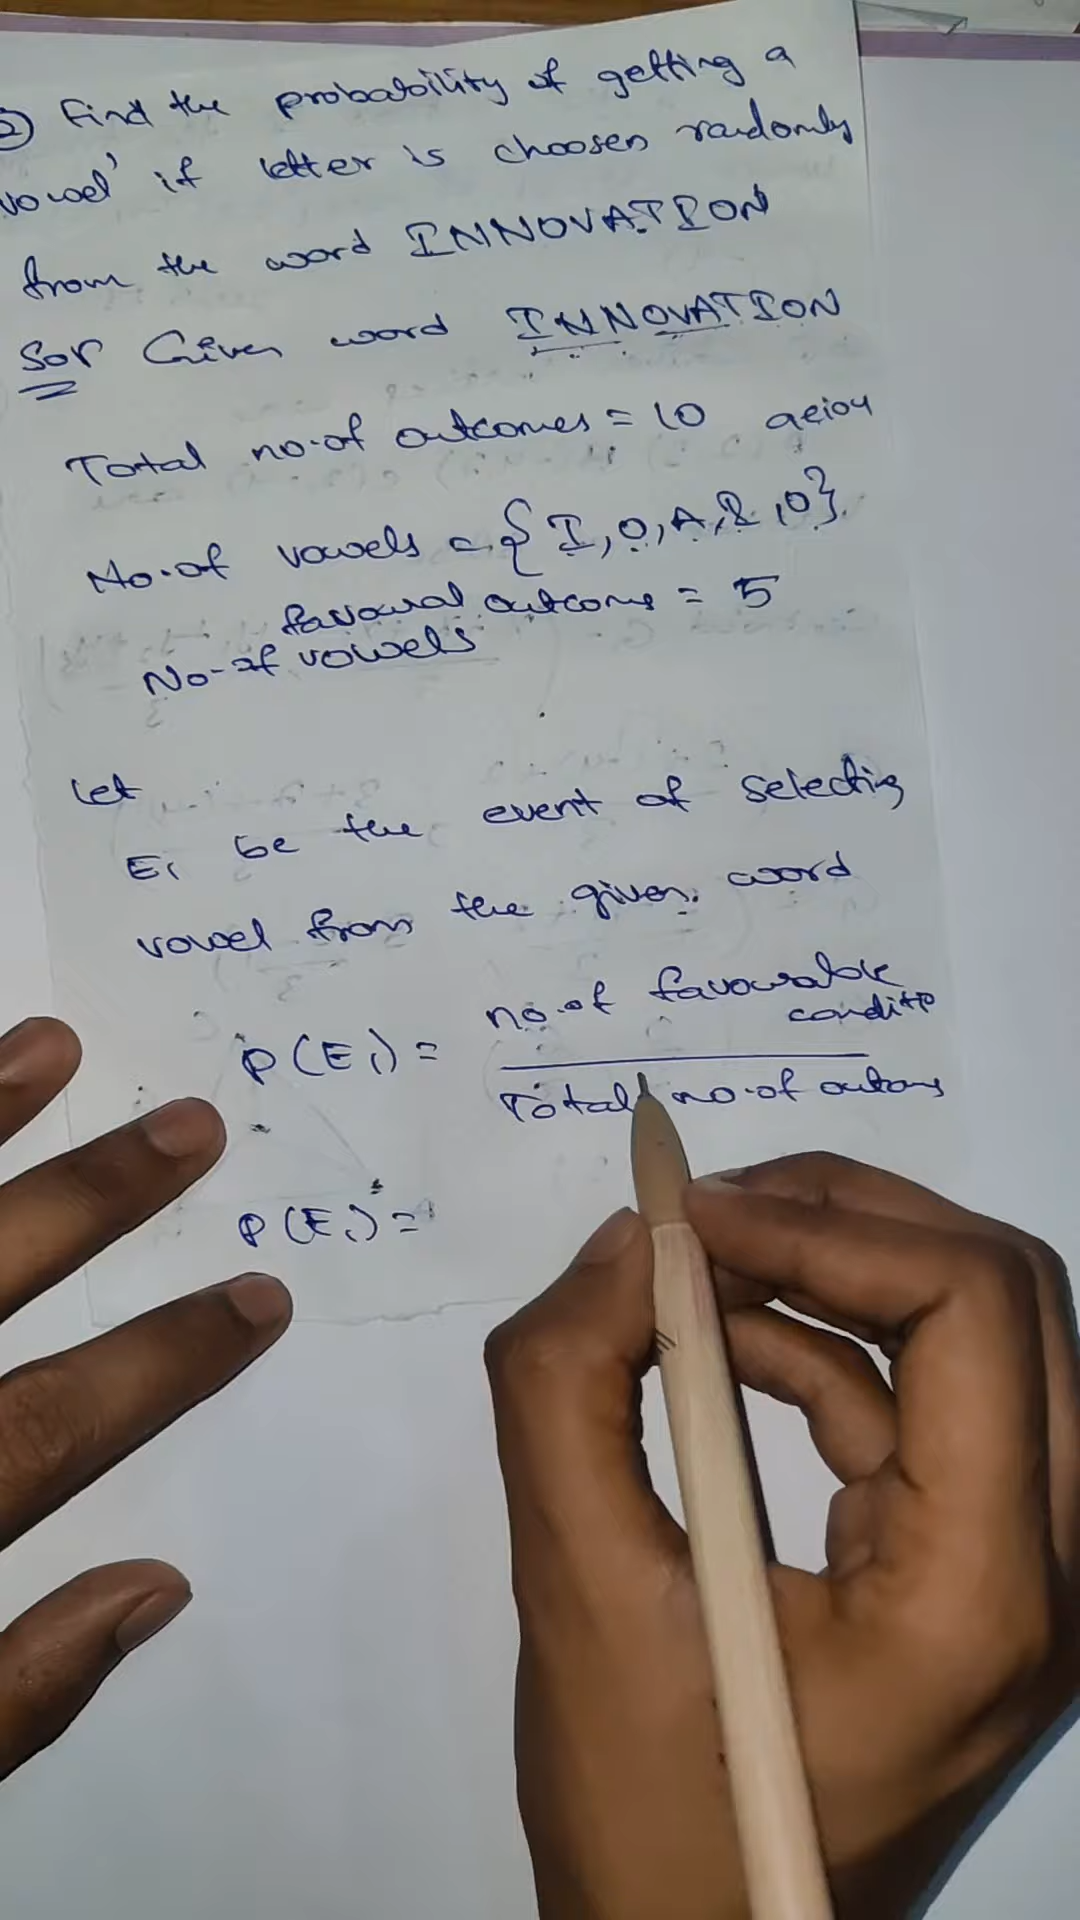 2) Find the probability of getting a
vowel' if letter is choosen randomly
from the word INNOVATION
Sol Given word INNOVATION
Total no.of outcomes = 10 aeiou
No.of vowels = {I, O, A, I, O}
favoural outcome = 5
No-of vowels
Let
E1 be the event of selecting
vowel from the given word
P(E1) = no.of favourable
condito
Total no.of outoms
P(E1) =